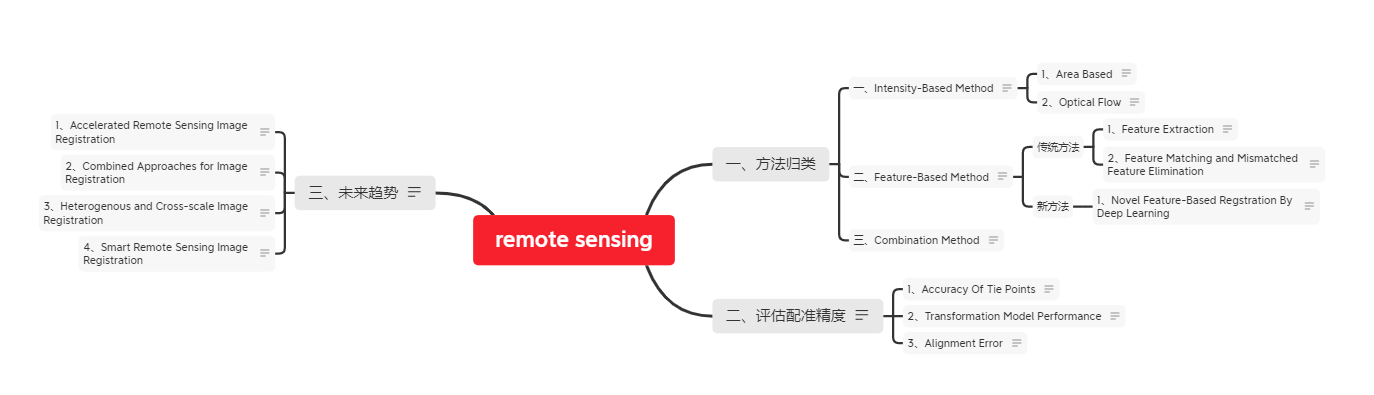 remote sensing
一、方法归类
一、Intensity-Based Method
1、Area Based
2、Optical Flow
二、Feature-Based Method
传统方法
1、Feature Extraction
2、Feature Matching and Mismatched
Feature Elimination
新方法
1、Novel Feature-Based Regstration By
Deep Learning
三、Combination Method
二、评估配准精度
1、Accuracy Of Tie Points
2、Transformation Model Performance
3、Alignment Error
三、未来趋势
1、Accelerated Remote Sensing Image
Registration
2、Combined Approaches for Image
Registration
3、Heterogenous and Cross-scale Image
Registration
4、Smart Remote Sensing Image
Registration